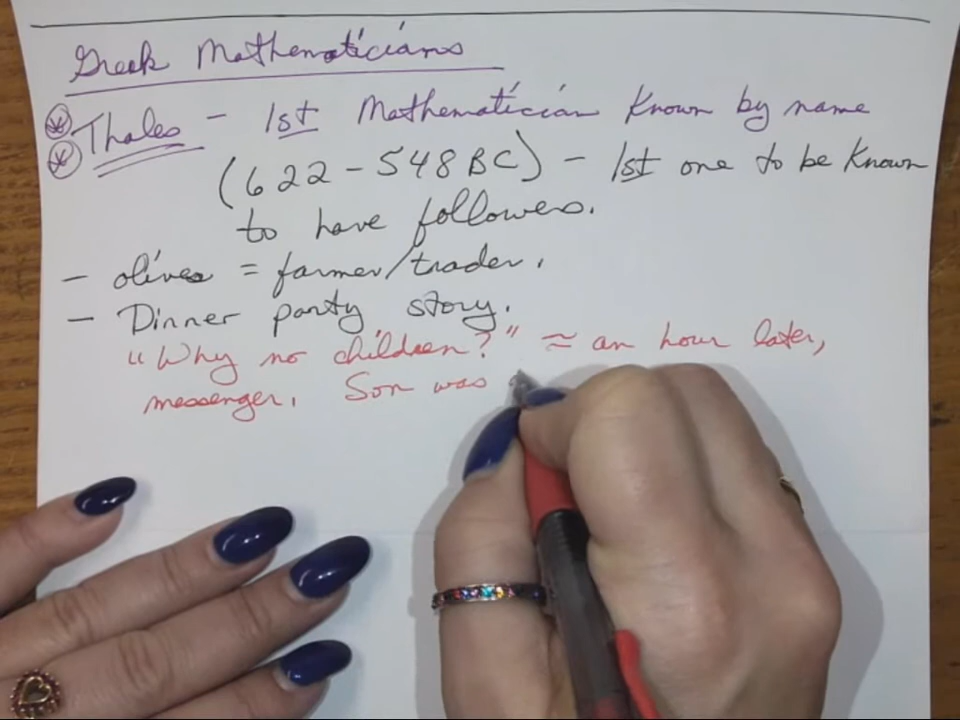 Greek Mathematicians
Thales - 1st Mathematician Known by name
(622 - 548 BC) - 1st one to be Known
to have followers.
- olives = farmer/trader.
- Dinner party story.
"Why no children?" ≈ an hour later,
messenger. Son was